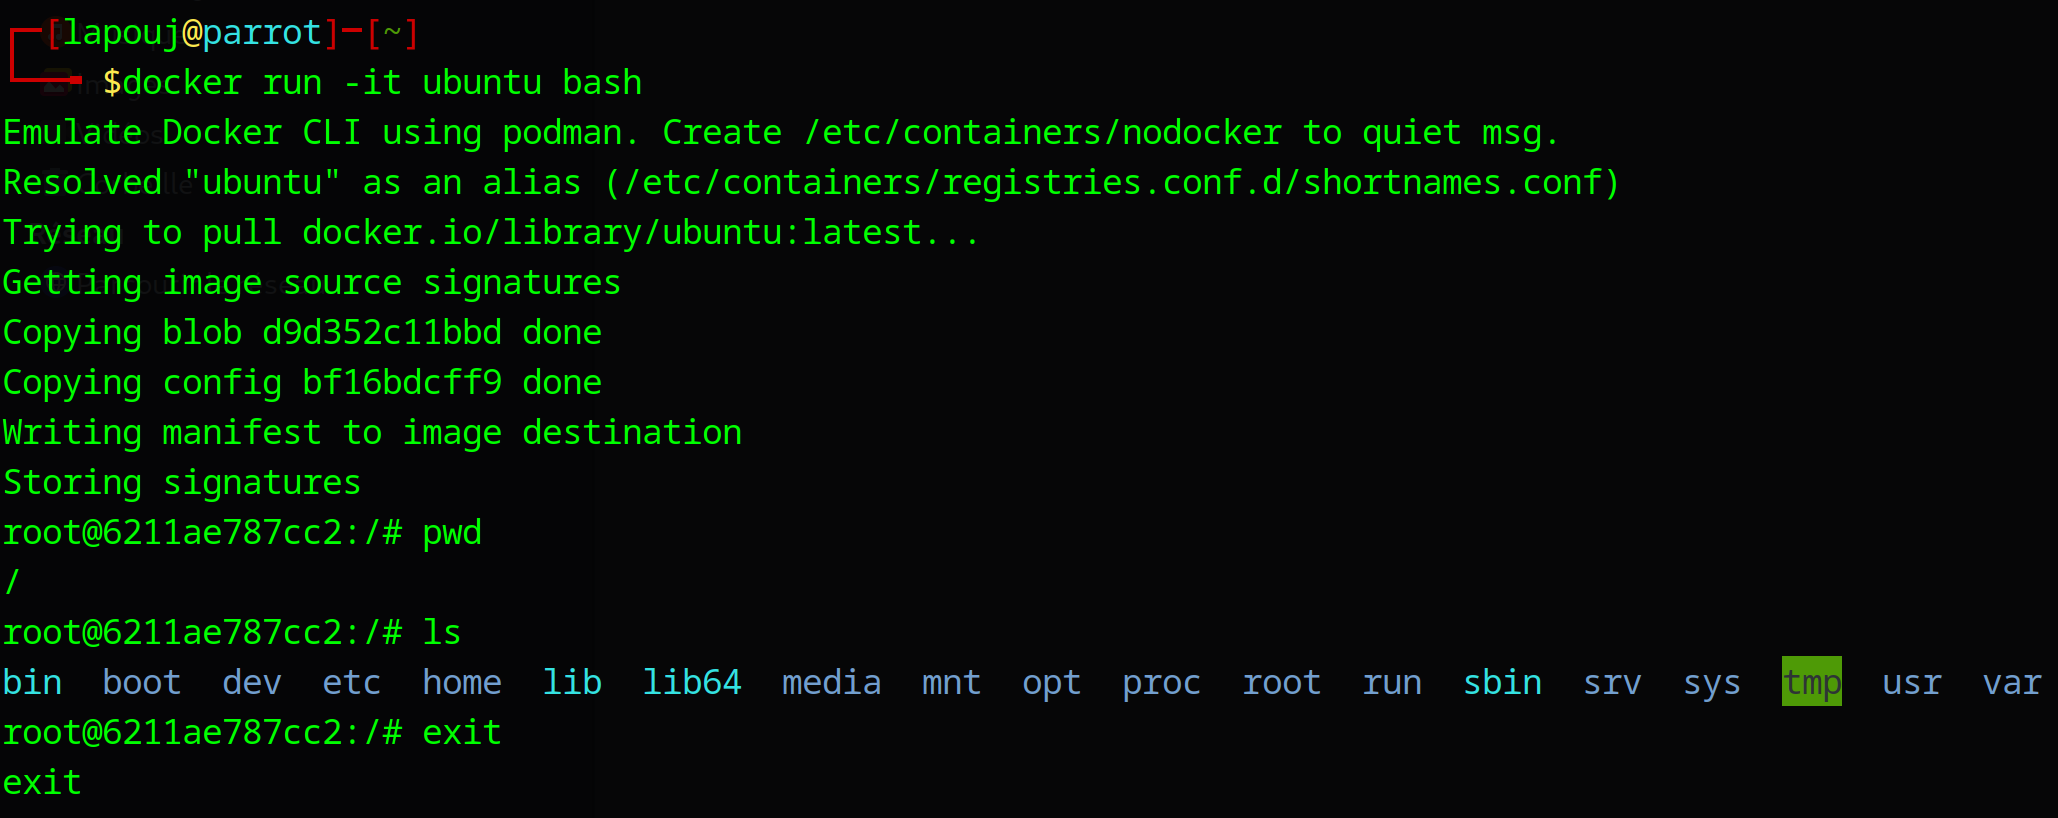 ┌─[lapouj@parrot]─[~]
└──╼ $docker run -it ubuntu bash
Emulate Docker CLI using podman. Create /etc/containers/nodocker to quiet msg.
Resolved "ubuntu" as an alias (/etc/containers/registries.conf.d/shortnames.conf)
Trying to pull docker.io/library/ubuntu:latest...
Getting image source signatures
Copying blob d9d352c11bbd done
Copying config bf16bdcff9 done
Writing manifest to image destination
Storing signatures
root@6211ae787cc2:/# pwd
/
root@6211ae787cc2:/# ls
bin  boot  dev  etc  home  lib  lib64  media  mnt  opt  proc  root  run  sbin  srv  sys  tmp  usr  var
root@6211ae787cc2:/# exit
exit